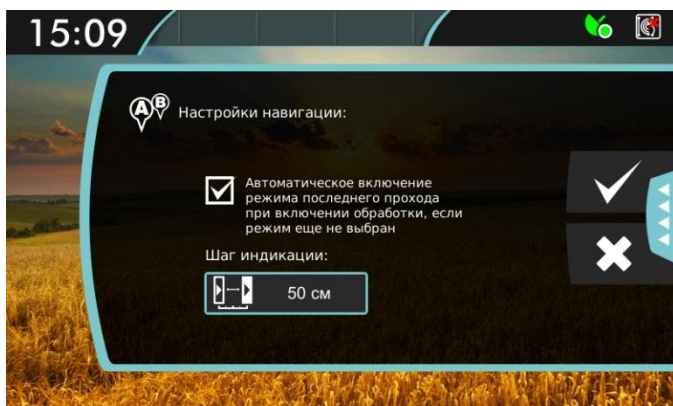 15:09
A B
Настройки навигации:
Автоматическое включение
режима последнего прохода
при включении обработки, если
режим еще не выбран
Шаг индикации:
50 см